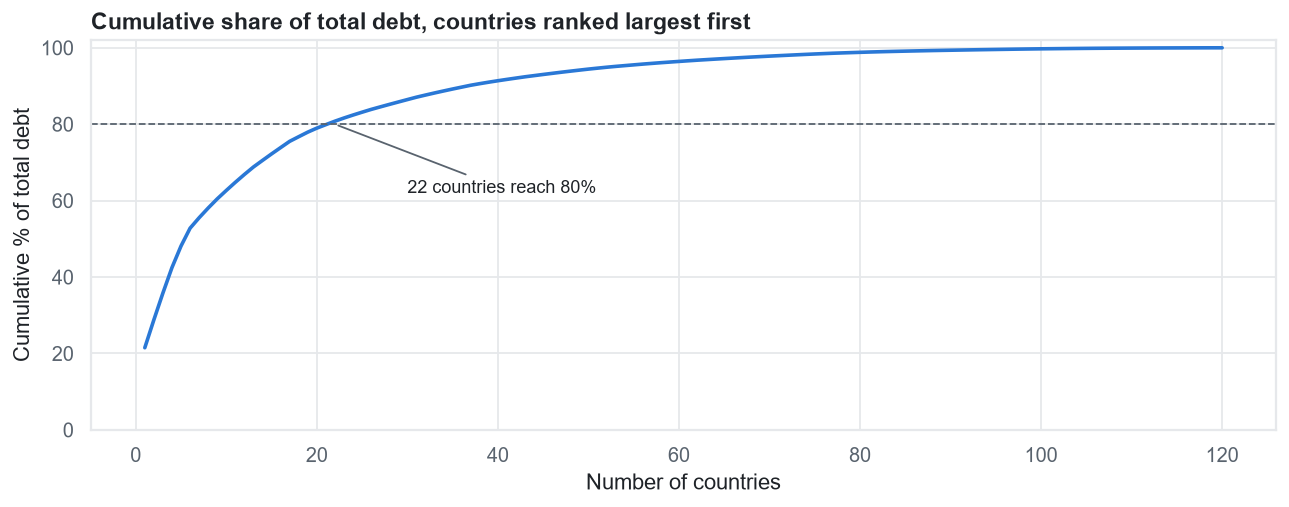 Cumulative share of total debt, countries ranked largest first
Cumulative % of total debt
100
80
60
40
20
0
22 countries reach 80%
0 20 40 60 80 100 120
Number of countries